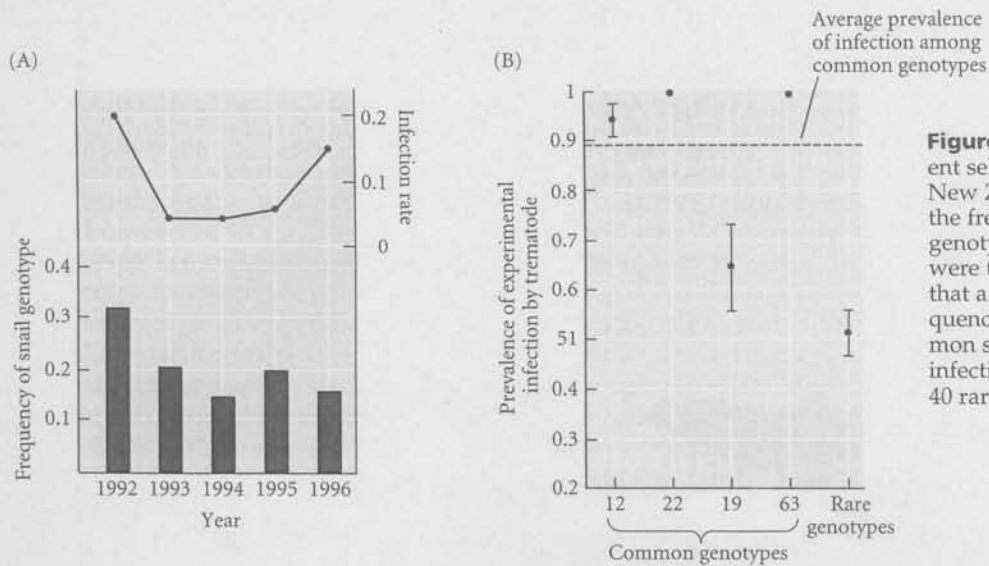 (A)
0.2
0.1
0
Infection rate
0.4
0.3
0.2
0.1
Frequency of snail genotype
1992 1993 1994 1995 1996
Year
(B)
Average prevalence
of infection among
common genotypes
1
0.9
1
0.7
0.6
51
0.4
0.3
0.2
Prevalence of experimental
infection by trematode
12 22 19 63 Rare
genotypes
Common genotypes
Figure
ent se
New Z
the fre
genoty
were t
that a
quenc
mon s
infecti
40 rar